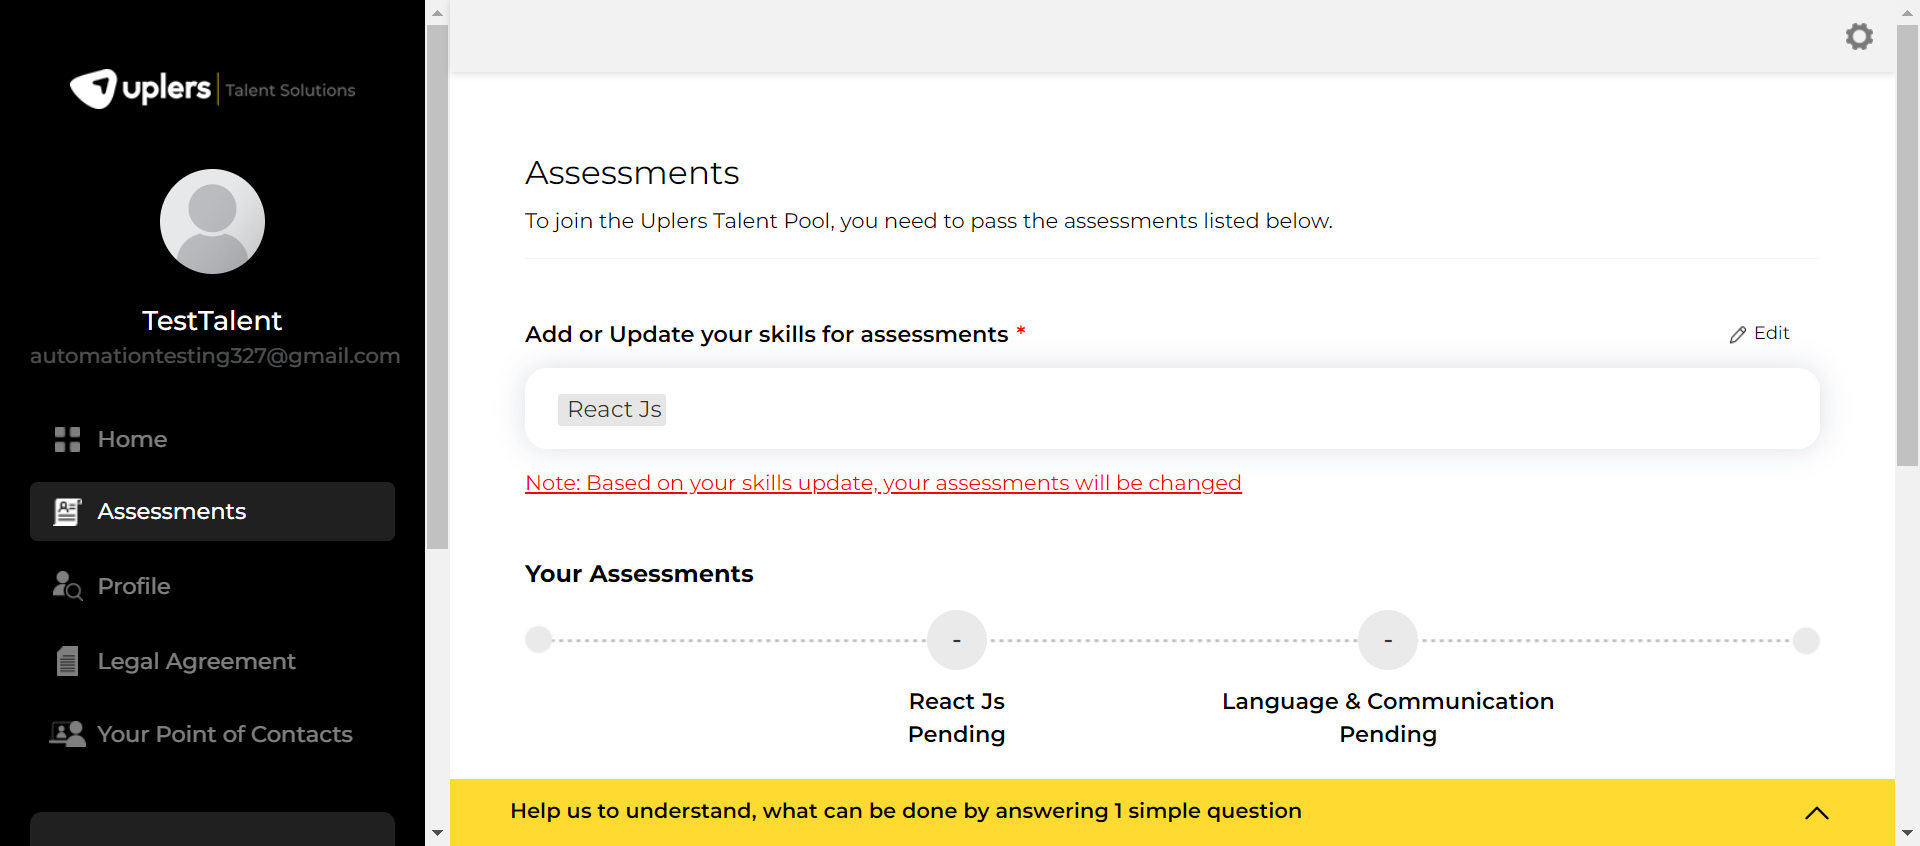 uplers | Talent Solutions
TestTalent
automationtesting327@gmail.com
Home
Assessments
Profile
Legal Agreement
Your Point of Contacts
Assessments
To join the Uplers Talent Pool, you need to pass the assessments listed below.
Add or Update your skills for assessments *
Edit
React Js
Note: Based on your skills update, your assessments will be changed
Your Assessments
-
-
React Js
Pending
Language & Communication
Pending
Help us to understand, what can be done by answering 1 simple question